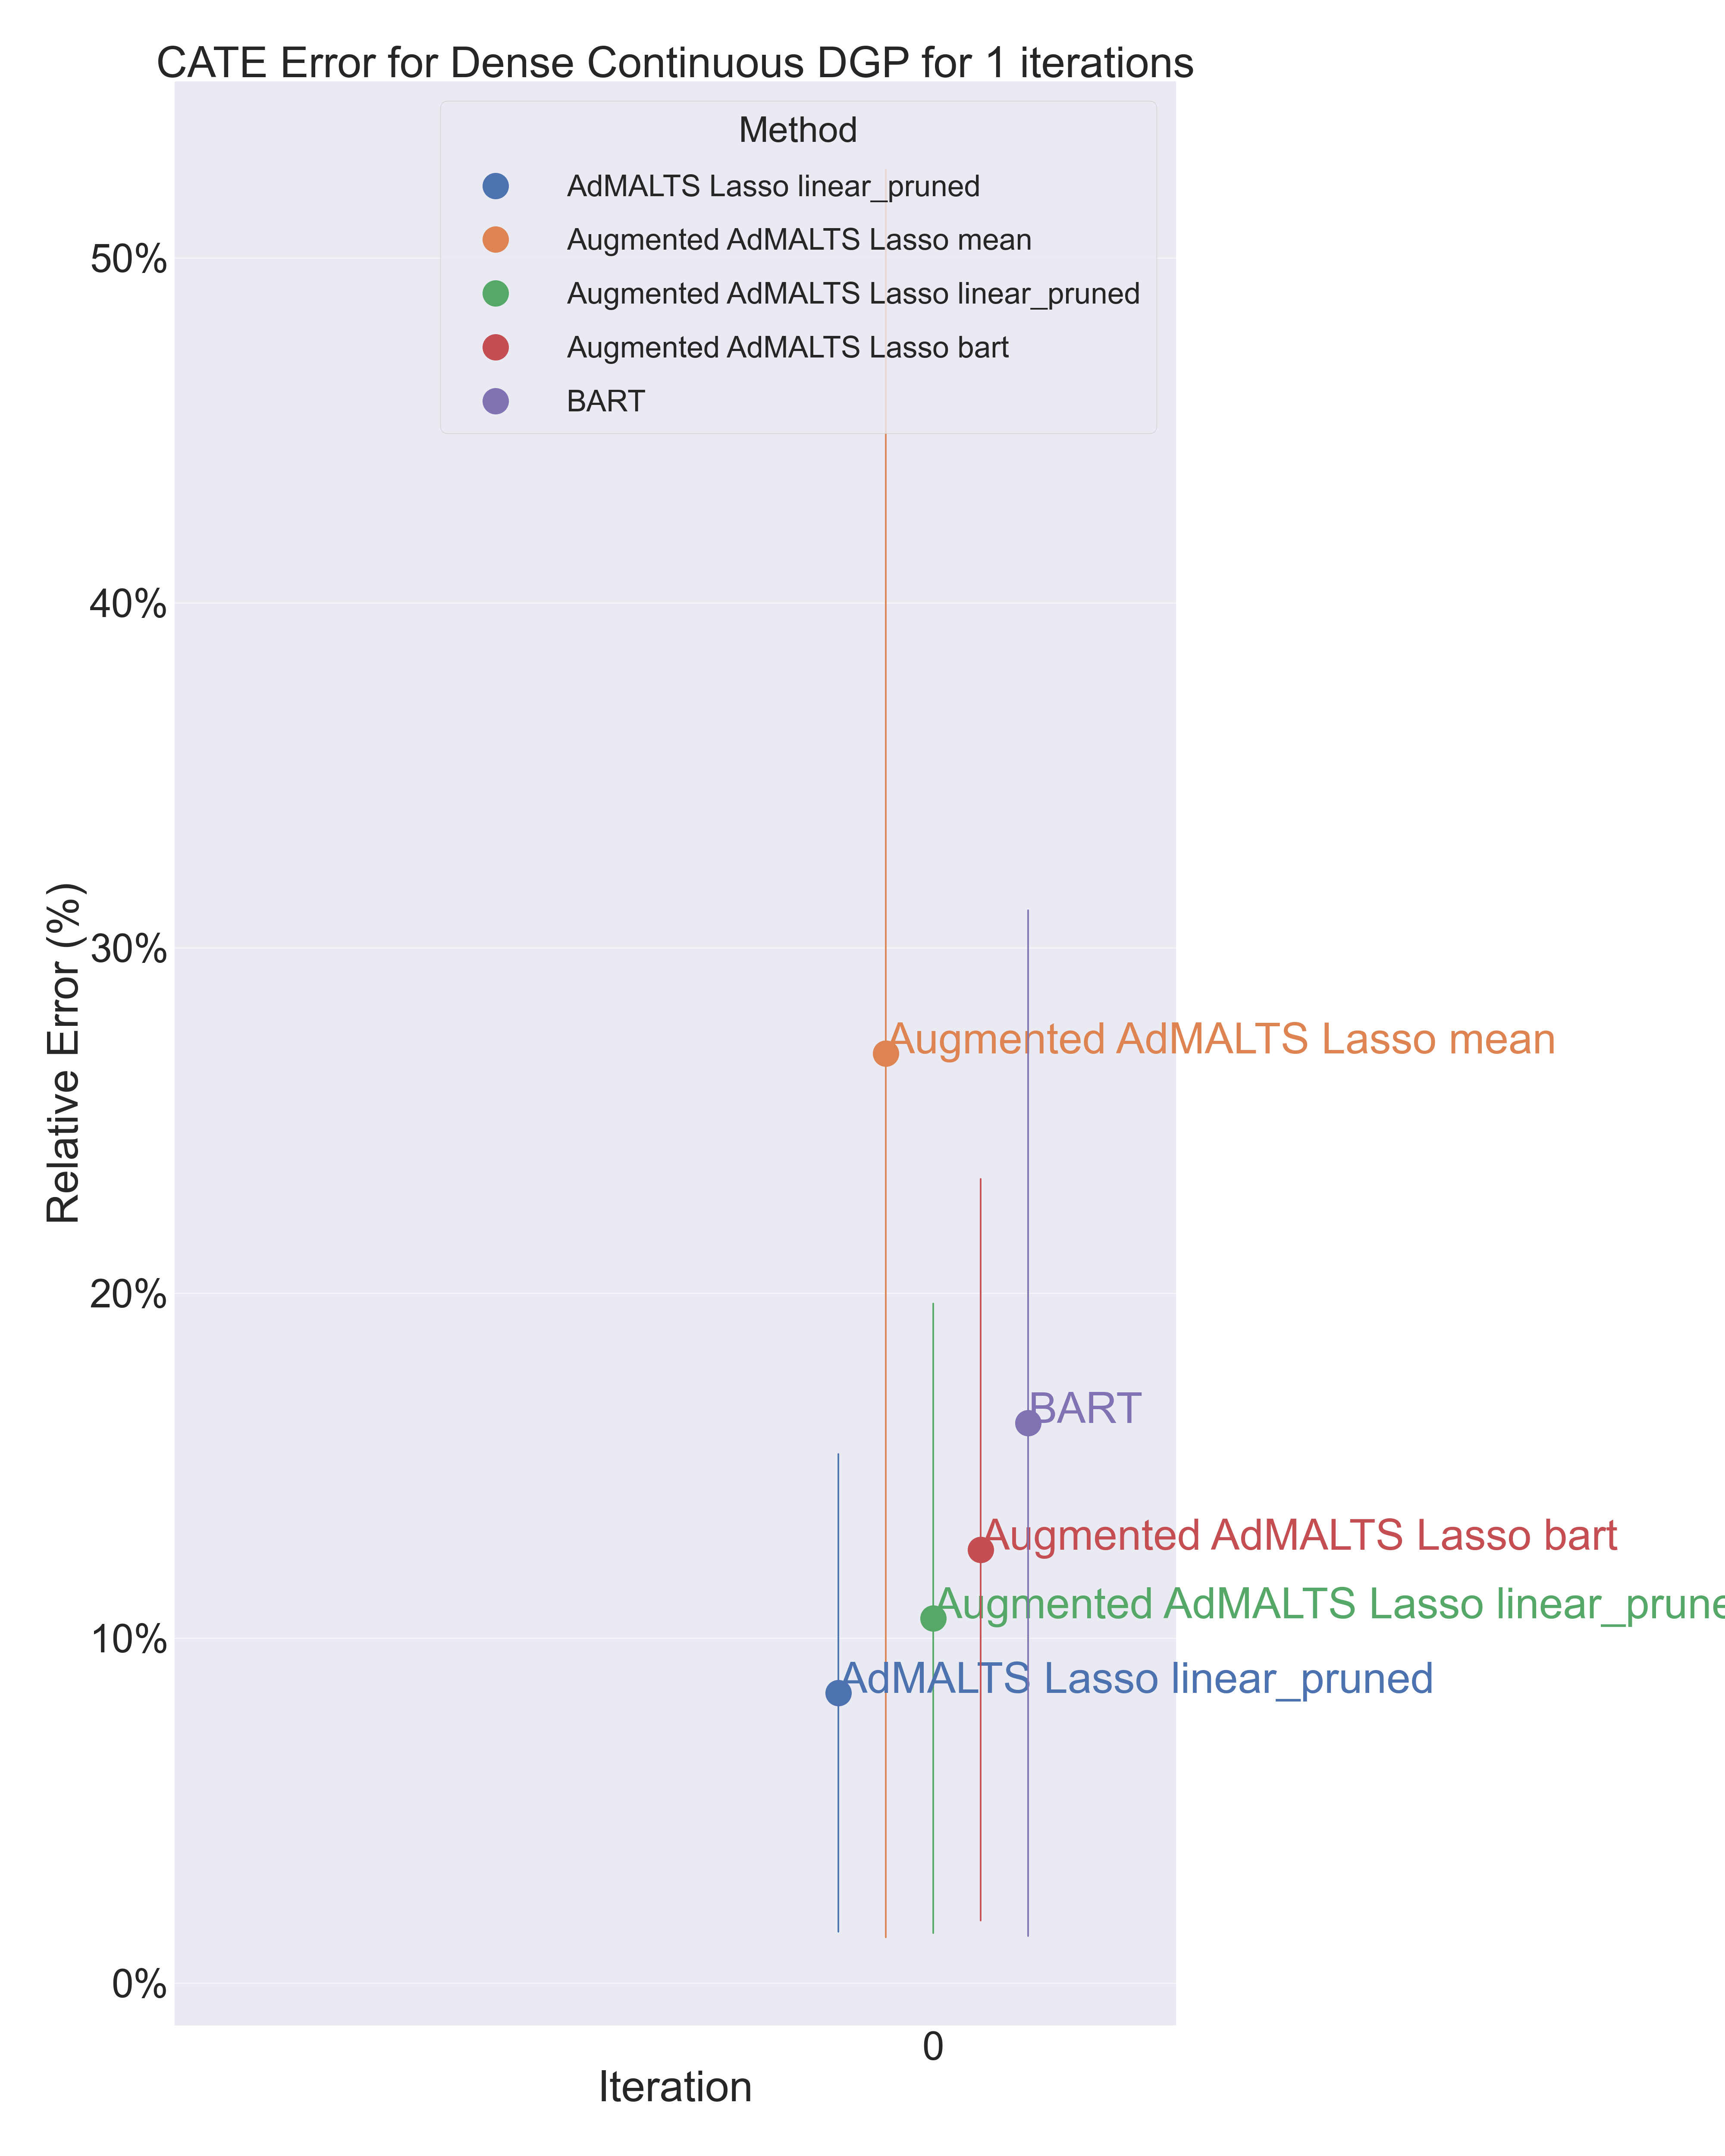 CATE Error for Dense Continuous DGP for 1 iterations
Method
AdMALTS Lasso linear_pruned
Augmented AdMALTS Lasso mean
Augmented AdMALTS Lasso linear_pruned
Augmented AdMALTS Lasso bart
BART
50%
40%
30%
20%
10%
0%
Relative Error (%)
Augmented AdMALTS Lasso mean
BART
Augmented AdMALTS Lasso bart
Augmented AdMALTS Lasso linear_prune
AdMALTS Lasso linear_pruned
0
Iteration